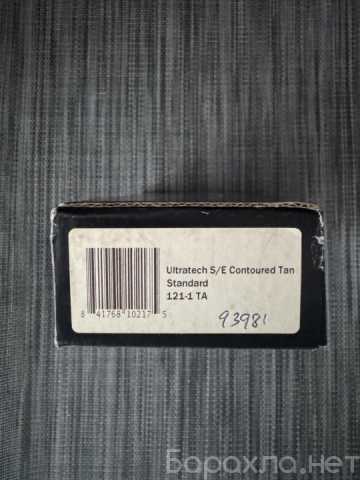 Ultratech S/E Contoured Tan
Standard
121-1 TA
8 41768 10217 5
93981
Барахла.нет